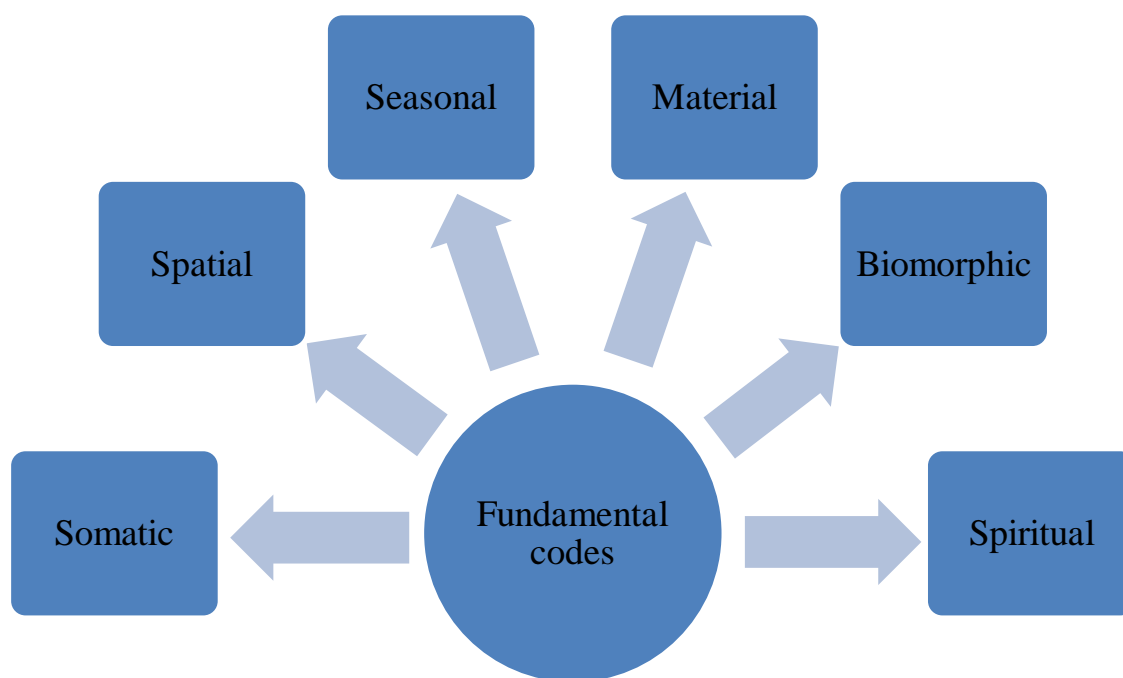 Seasonal
Material
Spatial
Biomorphic
Somatic
Fundamental
codes
Spiritual